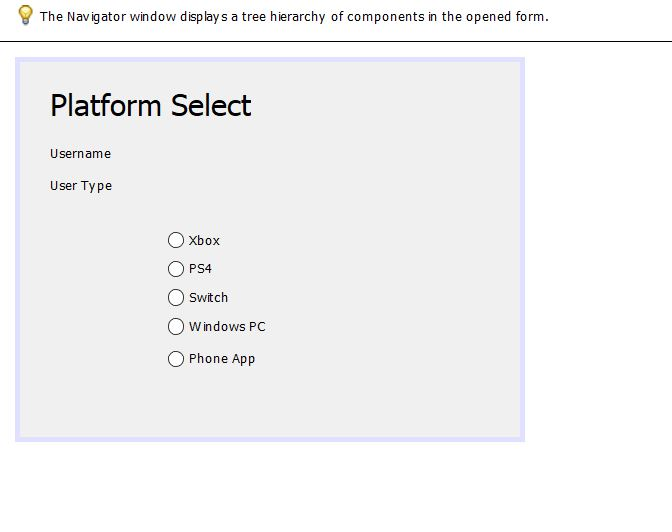 The Navigator window displays a tree hierarchy of components in the opened form.
Platform Select
Username
User Type
Xbox
PS4
Switch
Windows PC
Phone App